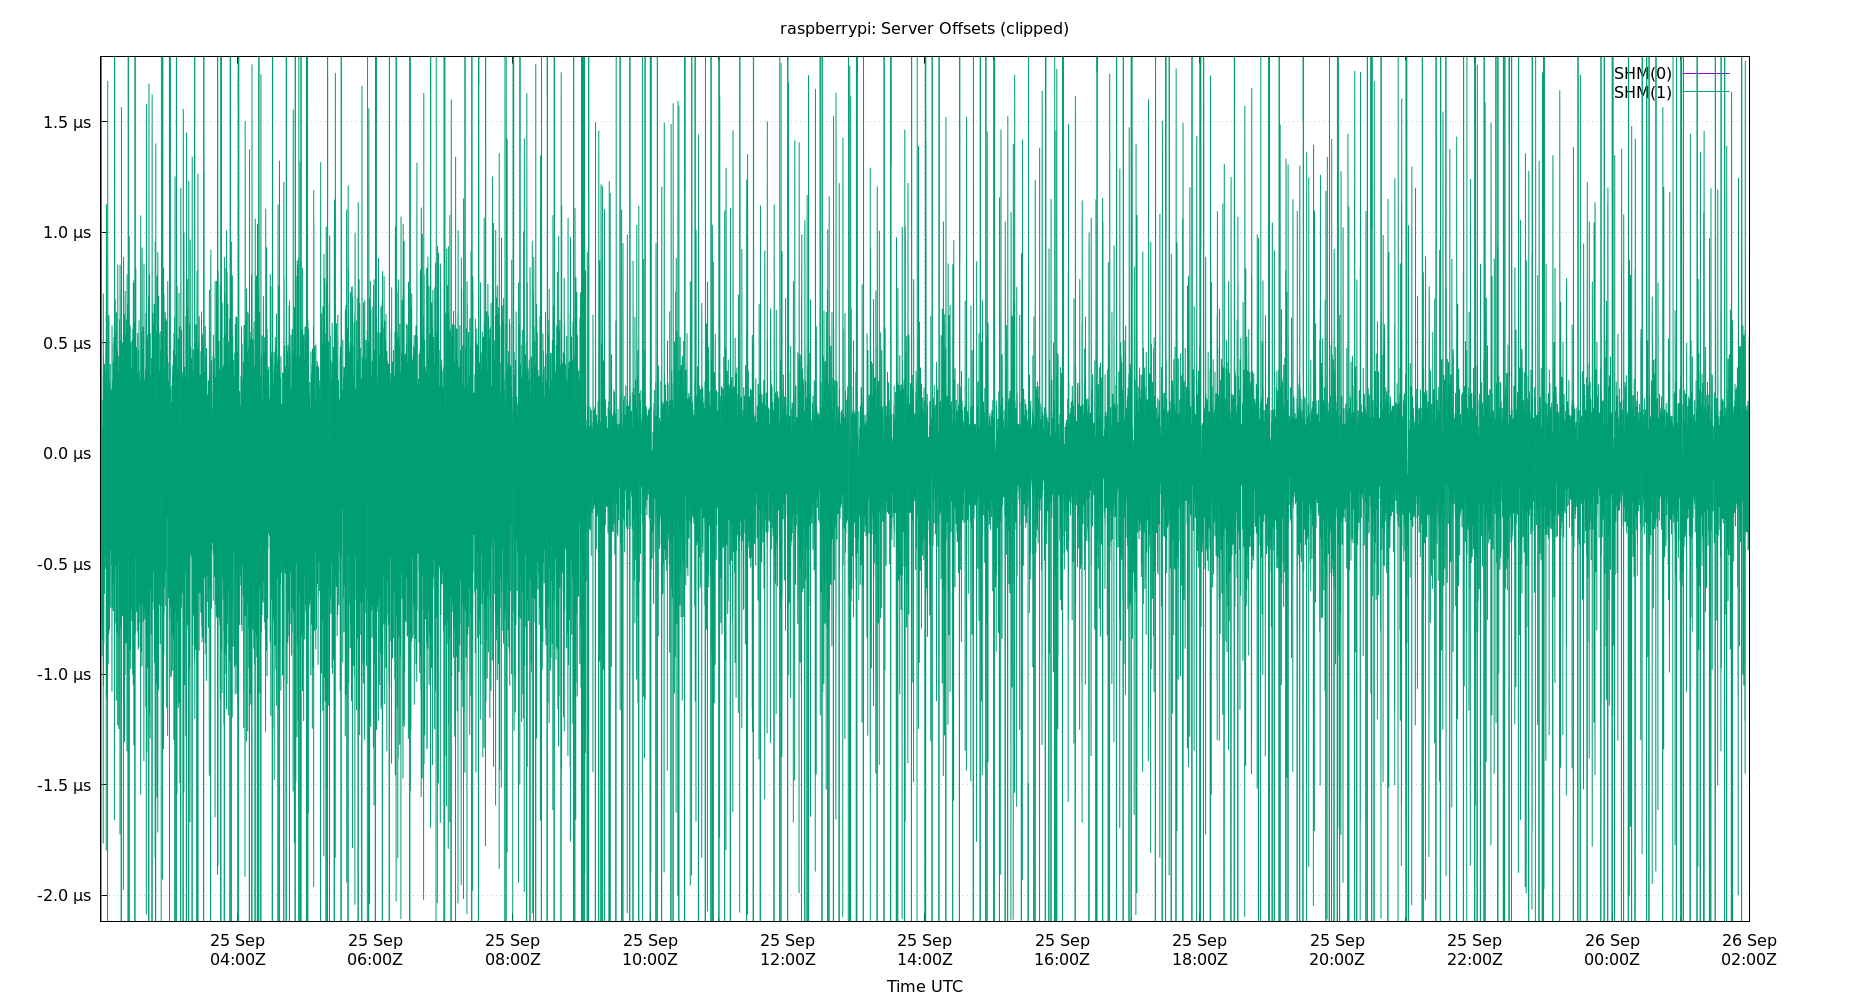 raspberrypi: Server Offsets (clipped)
SHM(0)
SHM(1)
1.5 µs
1.0 µs
0.5 µs
0.0 µs
-0.5 µs
-1.0 µs
-1.5 µs
-2.0 µs
25 Sep 25 Sep 25 Sep 25 Sep 25 Sep 25 Sep 25 Sep 25 Sep 25 Sep 25 Sep 26 Sep 26 Sep
04:00Z 06:00Z 08:00Z 10:00Z 12:00Z 14:00Z 16:00Z 18:00Z 20:00Z 22:00Z 00:00Z 02:00Z
Time UTC